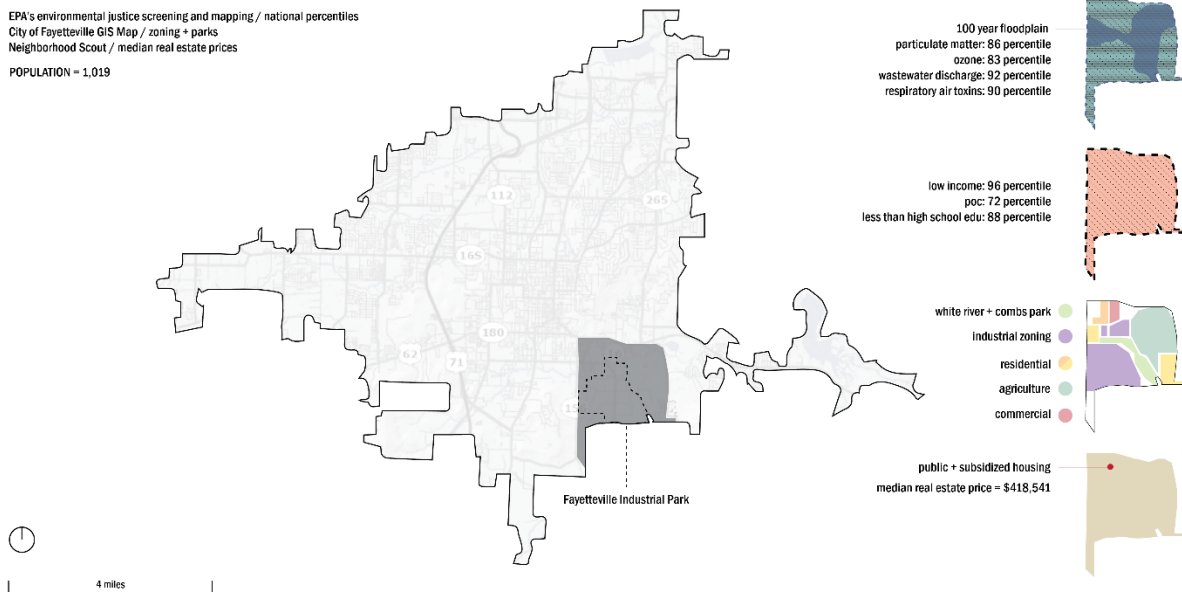 EPA's environmental justice screening and mapping / national percentiles
City of Fayetteville GIS Map / zoning + parks
Neighborhood Scout / median real estate prices
POPULATION = 1,019
100 year floodplain
particulate matter: 86 percentile
ozone: 83 percentile
wastewater discharge: 92 percentile
respiratory air toxins: 90 percentile
low income: 96 percentile
poc: 72 percentile
less than high school edu: 88 percentile
white river + combs park
industrial zoning
residential
agriculture
commercial
public + subsidized housing
median real estate price = $418,541
112
265
165
180
62
71
Fayetteville Industrial Park
4 miles